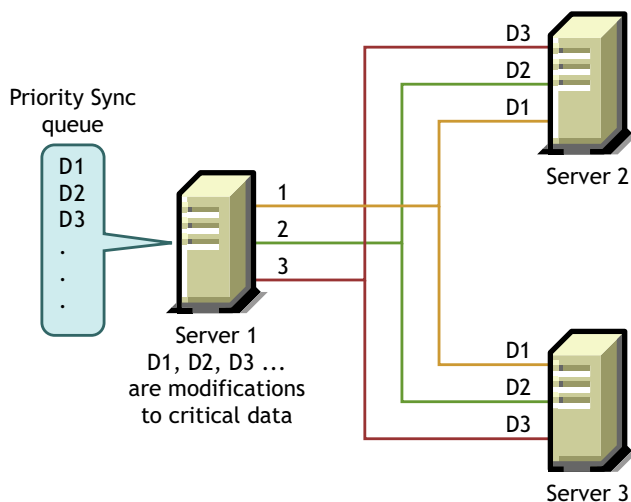 Priority Sync
queue
D1
D2
D3
.
.
.
1
2
3
Server 1
D1, D2, D3 ...
are modifications
to critical data
D3
D2
D1
Server 2
D1
D2
D3
Server 3